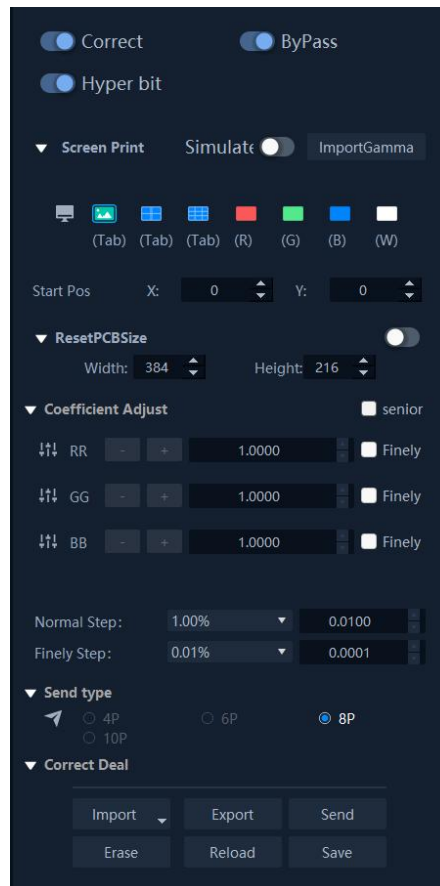 Correct ByPass
Hyper bit
Screen Print Simulate ImportGamma
(Tab) (Tab) (Tab) (R) (G) (B) (W)
Start Pos X: 0 Y: 0
ResetPCBSize
Width: 384 Height: 216
Coefficient Adjust senior
RR - + 1.0000 Finely
GG - + 1.0000 Finely
BB - + 1.0000 Finely
Normal Step: 1.00% 0.0100
Finely Step: 0.01% 0.0001
Send type
4P 6P 8P
10P
Correct Deal
Import Export Send
Erase Reload Save